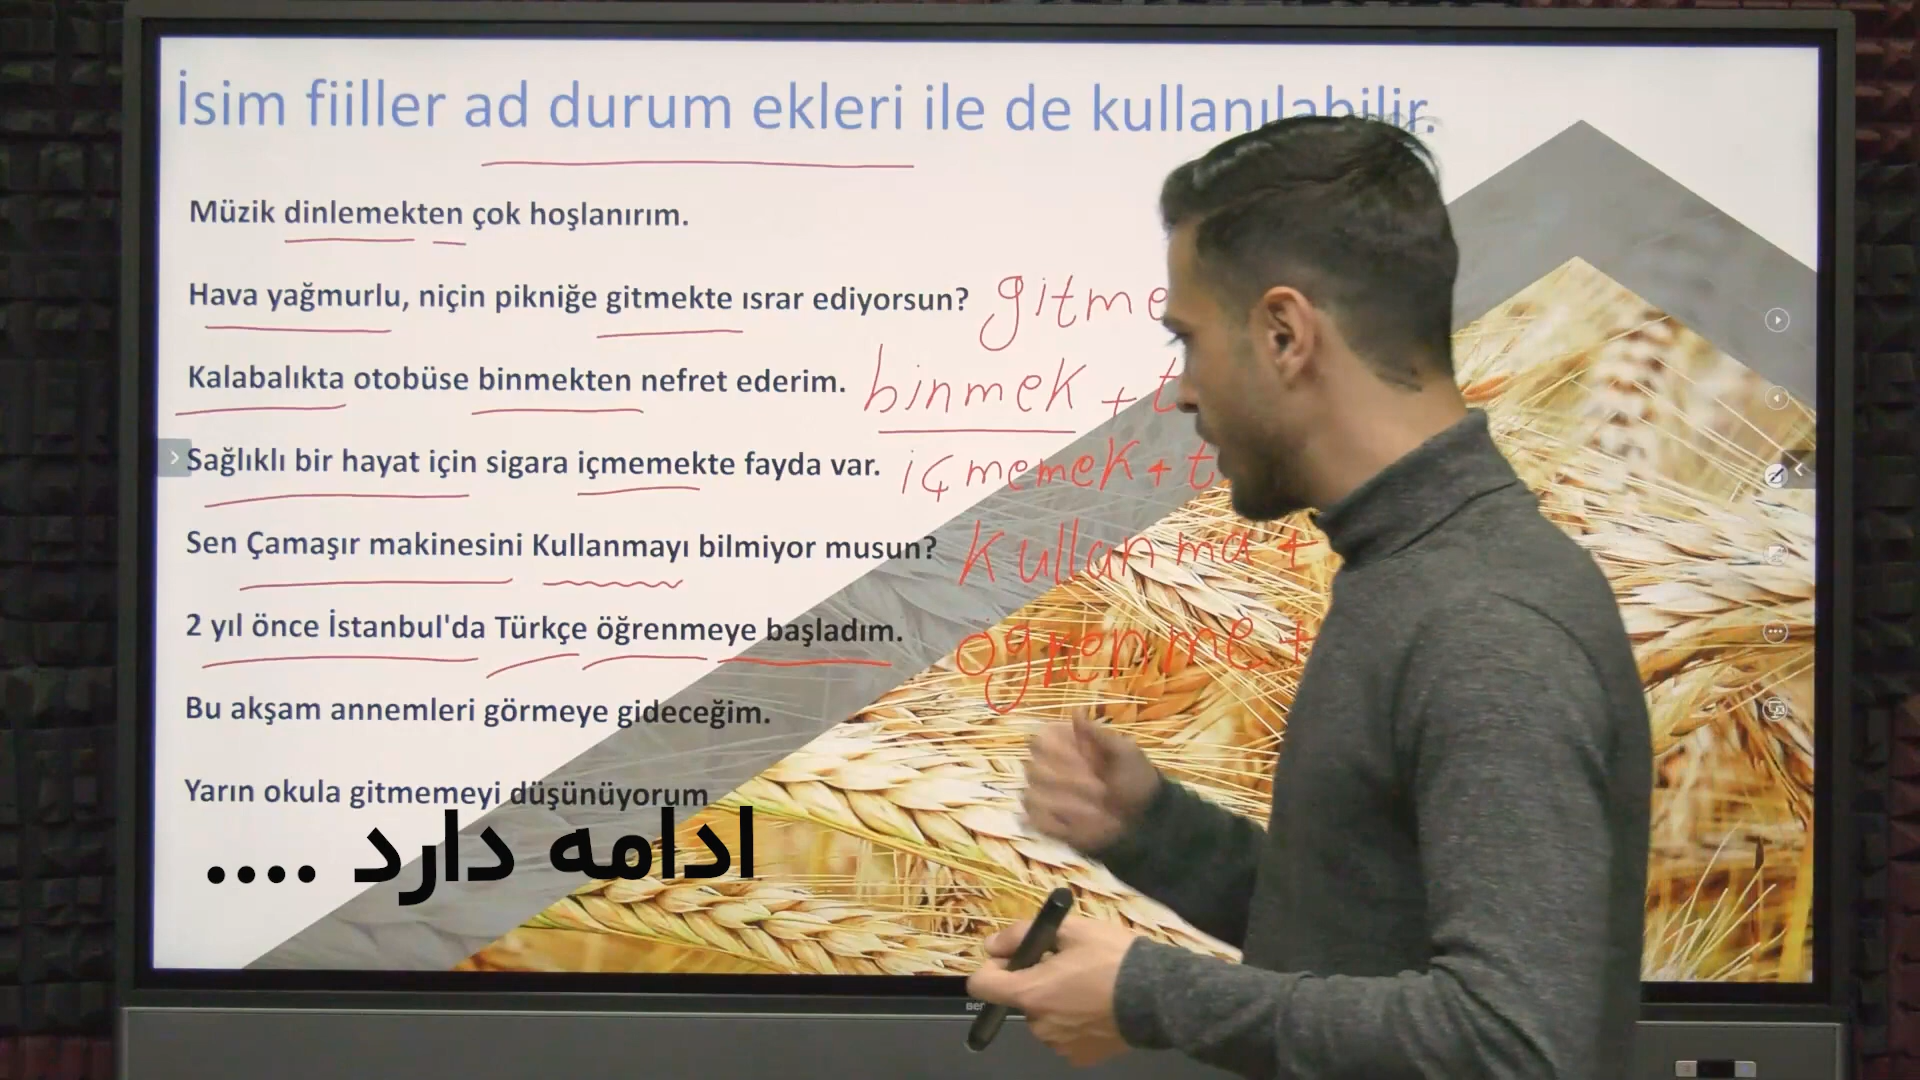 İsim fiiller ad durum ekleri ile de kullanılabilir.
Müzik dinlemekten çok hoşlanırım.
Hava yağmurlu, niçin pikniğe gitmekte ısrar ediyorsun? gitme
Kalabalıkta otobüse binmekten nefret ederim. binmek + t
Sağlıklı bir hayat için sigara içmemekte fayda var. içmemek + t
Sen Çamaşır makinesini Kullanmayı bilmiyor musun? Kullanma +
2 yıl önce İstanbul'da Türkçe öğrenmeye başladım. öğrenme +
Bu akşam annemleri görmeye gideceğim.
Yarın okula gitmemeyi düşünüyorum
ادامه دارد ....